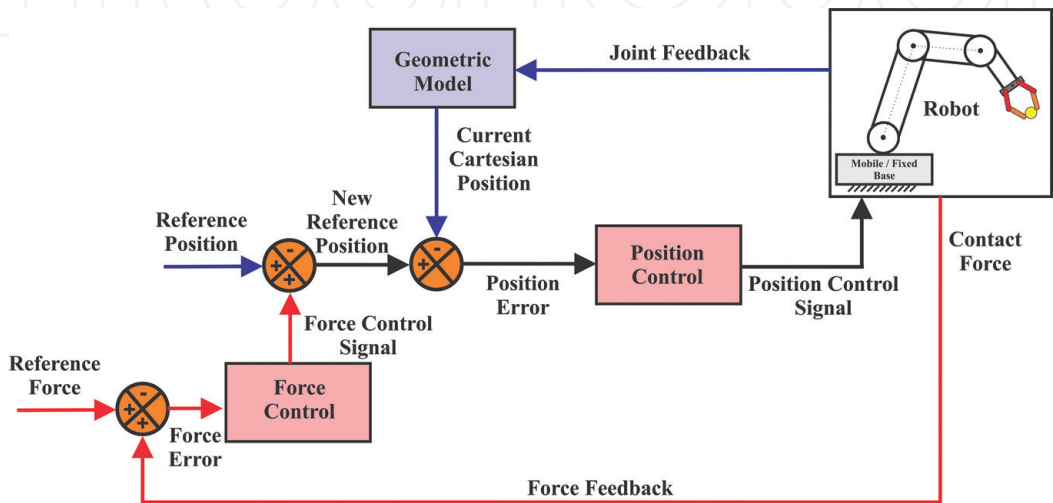 Geometric
Model
Joint Feedback
Robot
Mobile / Fixed
Base
Current
Cartesian
Position
Reference
Position
New
Reference
Position
-
+
+
-
+
Position
Error
Position
Control
Position Control
Signal
Contact
Force
Force Control
Signal
Reference
Force
-
+
+
Force
Error
Force
Control
Force Feedback